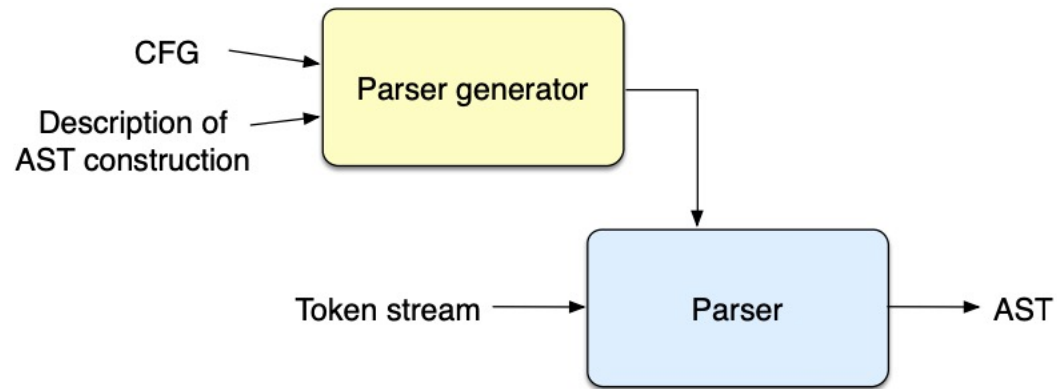 CFG
Parser generator
Description of
AST construction
Token stream
Parser
AST